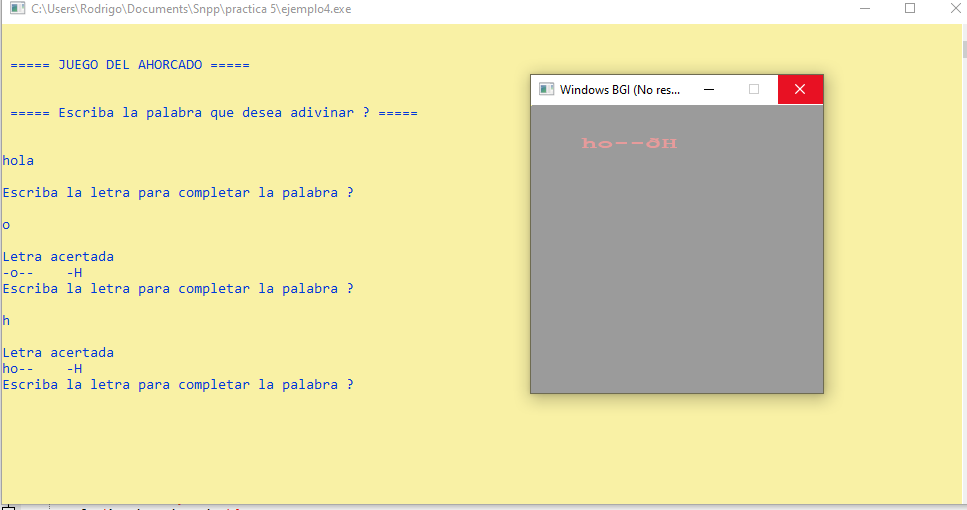 C:\Users\Rodrigo\Documents\Snpp\practica 5\ejemplo4.exe
===== JUEGO DEL AHORCADO =====
===== Escriba la palabra que desea adivinar ? =====
hola
Escriba la letra para completar la palabra ?
o
Letra acertada
-o--    -H
Escriba la letra para completar la palabra ?
h
Letra acertada
ho--    -H
Escriba la letra para completar la palabra ?
Windows BGI (No res...
ho--ðH